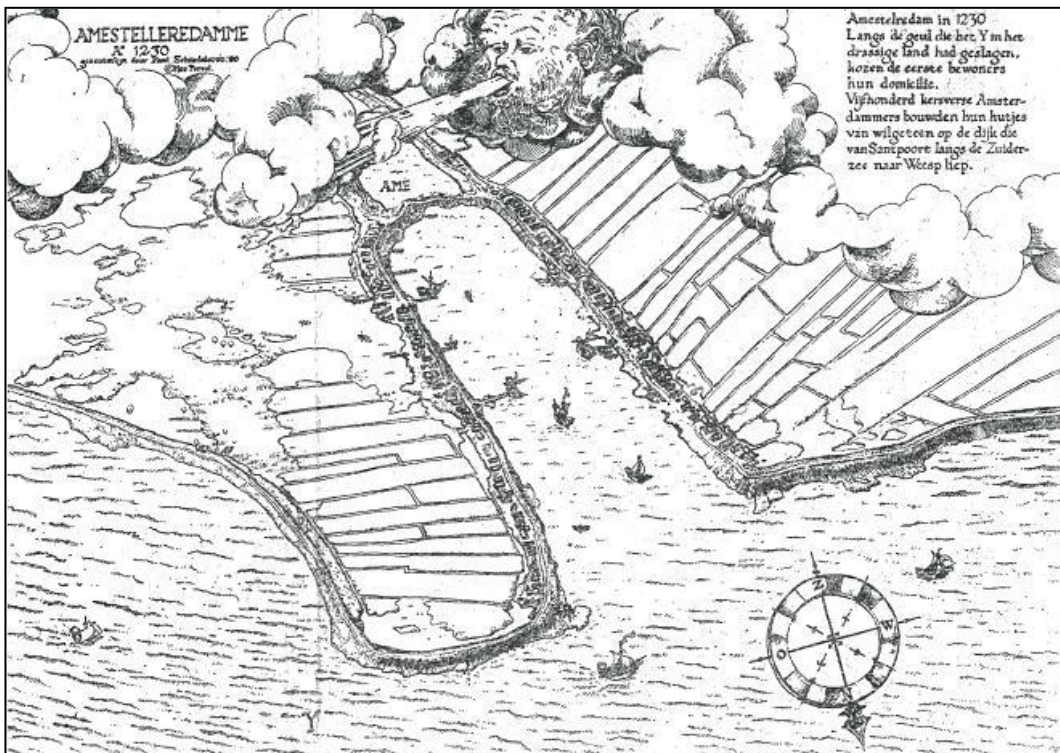 AMESTELLEREDAMME
Aº 1230
door Paul
Amestelredam in 1230
Langs de geul die het Y in het
drassige land had geslagen,
kozen de eerste bewoners
hun domicilie.
Vijfhonderd kersverse Amster-
dammers bouwden hun hutjes
van wilgeteen op de dijk die
van Santpoort langs de Zuider-
zee naar Weesp liep.
AME
Z
W
O
N